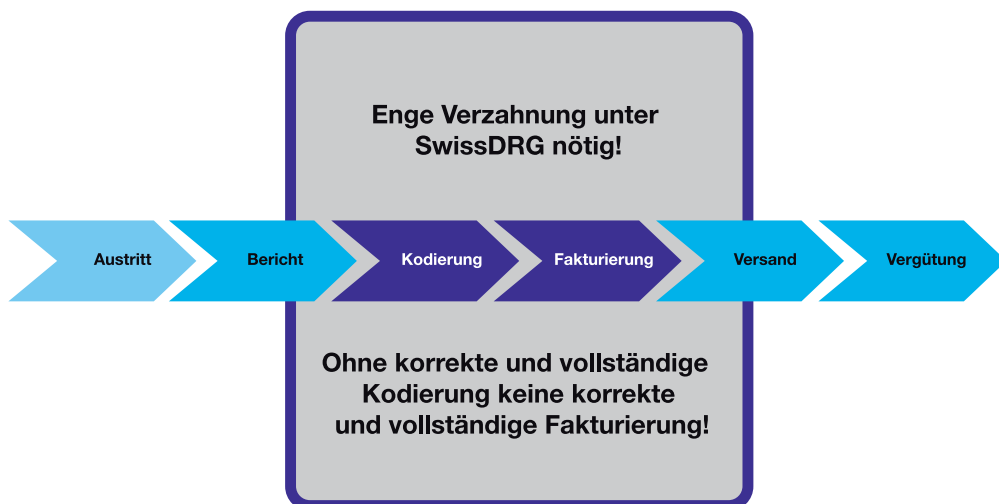 Enge Verzahnung unter
SwissDRG nötig!
Austritt
Bericht
Kodierung
Fakturierung
Versand
Vergütung
Ohne korrekte und vollständige
Kodierung keine korrekte
und vollständige Fakturierung!